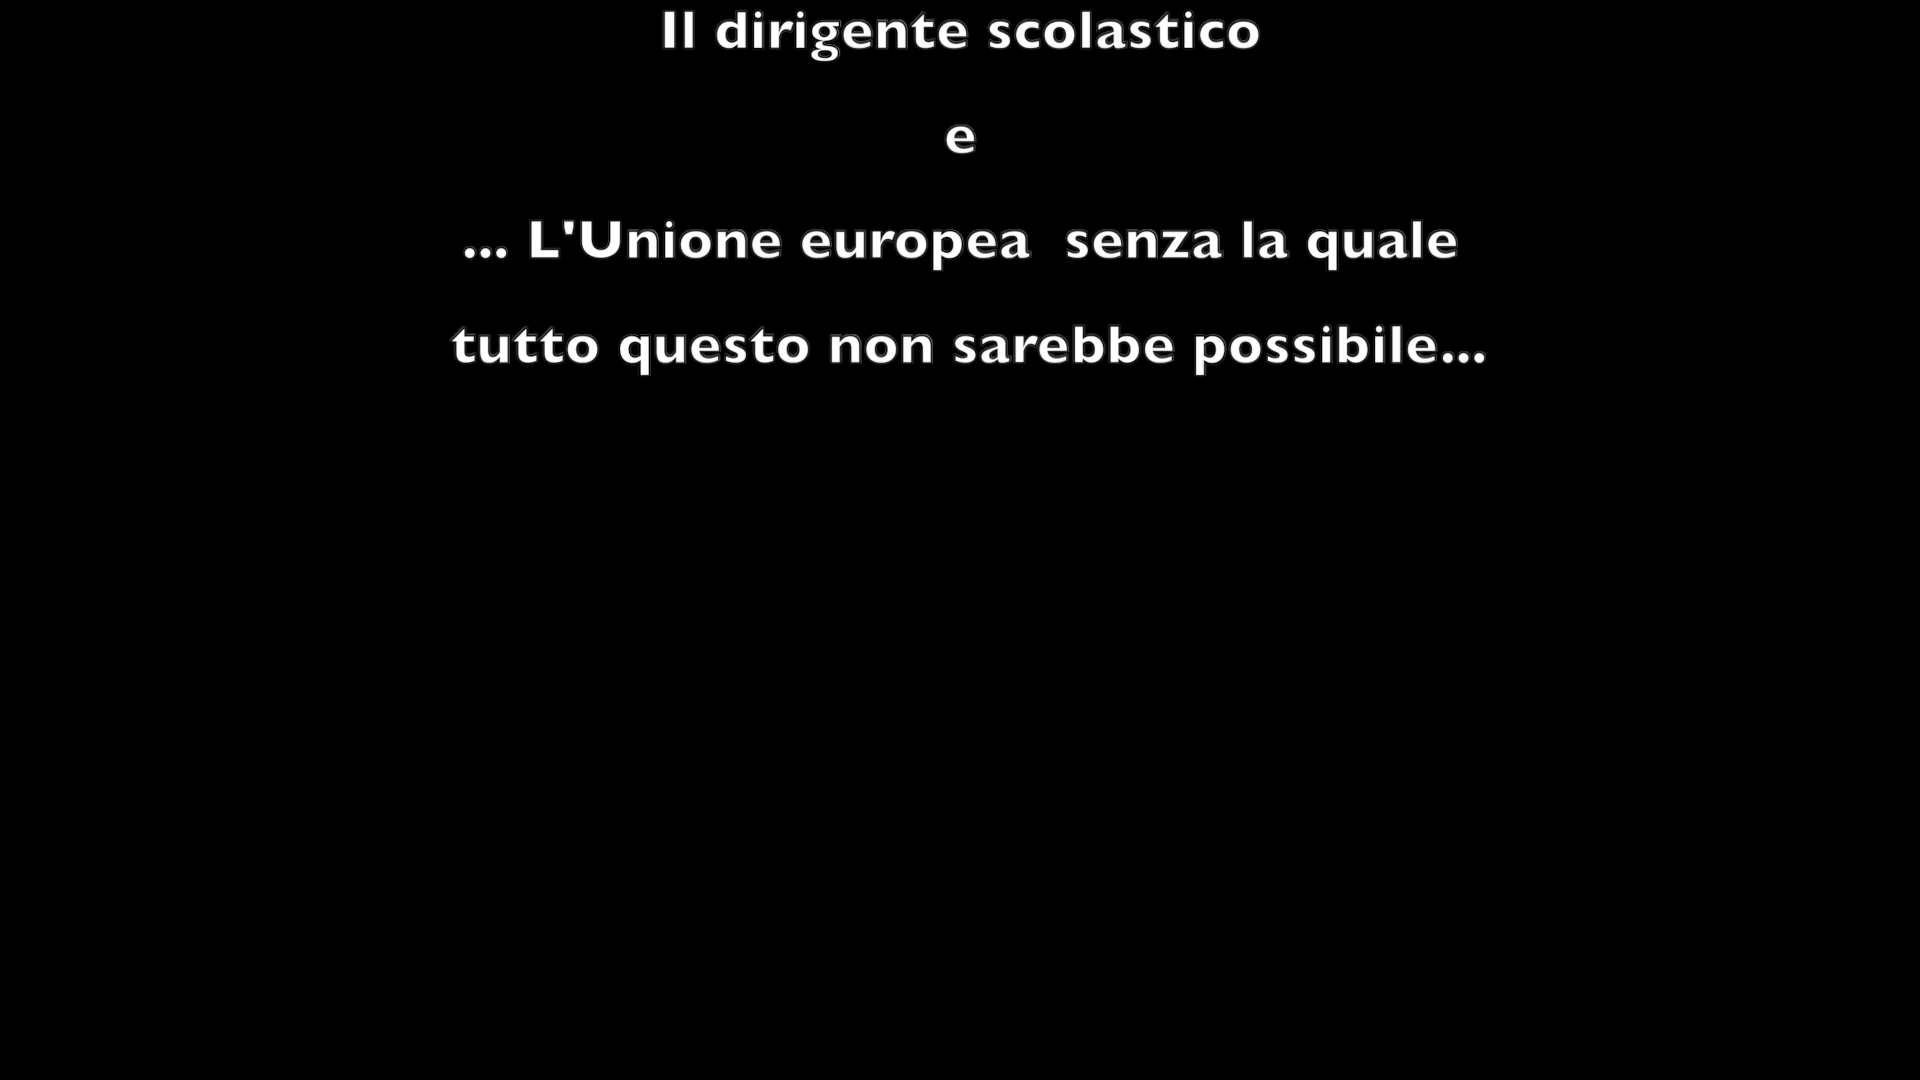 Il dirigente scolastico
e
... L'Unione europea  senza la quale
tutto questo non sarebbe possibile...